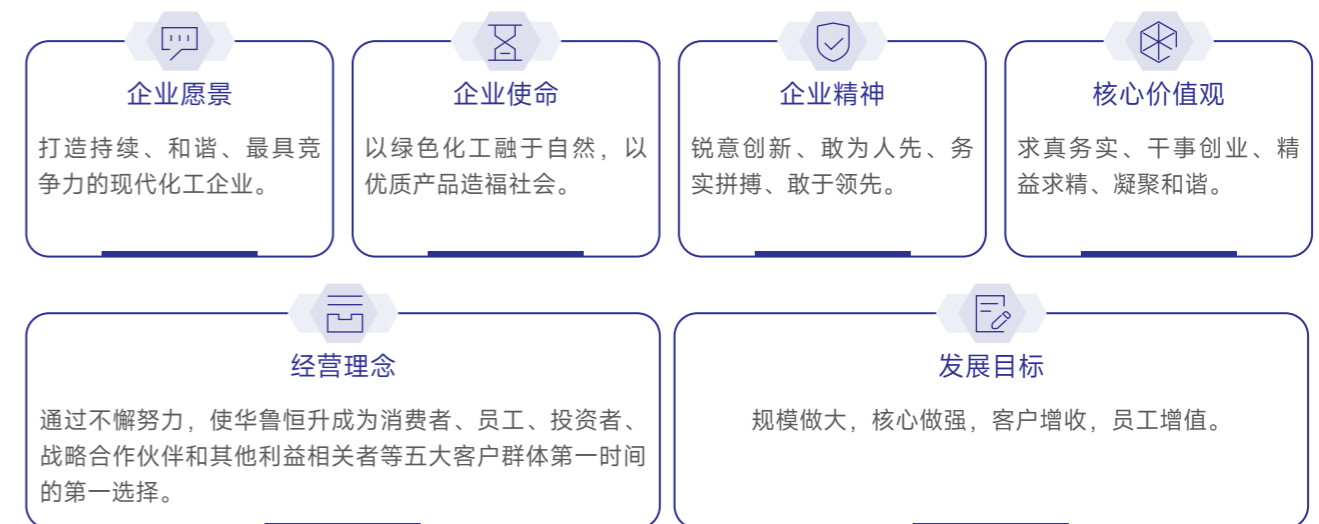 企业愿景
打造持续、和谐、最具竞
争力的现代化工企业。
企业使命
以绿色化工融于自然，以
优质产品造福社会。
企业精神
锐意创新、敢为人先、务
实拼搏、敢于领先。
核心价值观
求真务实、干事创业、精
益求精、凝聚和谐。
经营理念
通过不懈努力，使华鲁恒升成为消费者、员工、投资者、
战略合作伙伴和其他利益相关者等五大客户群体第一时间
的第一选择。
发展目标
规模做大，核心做强，客户增收，员工增值。